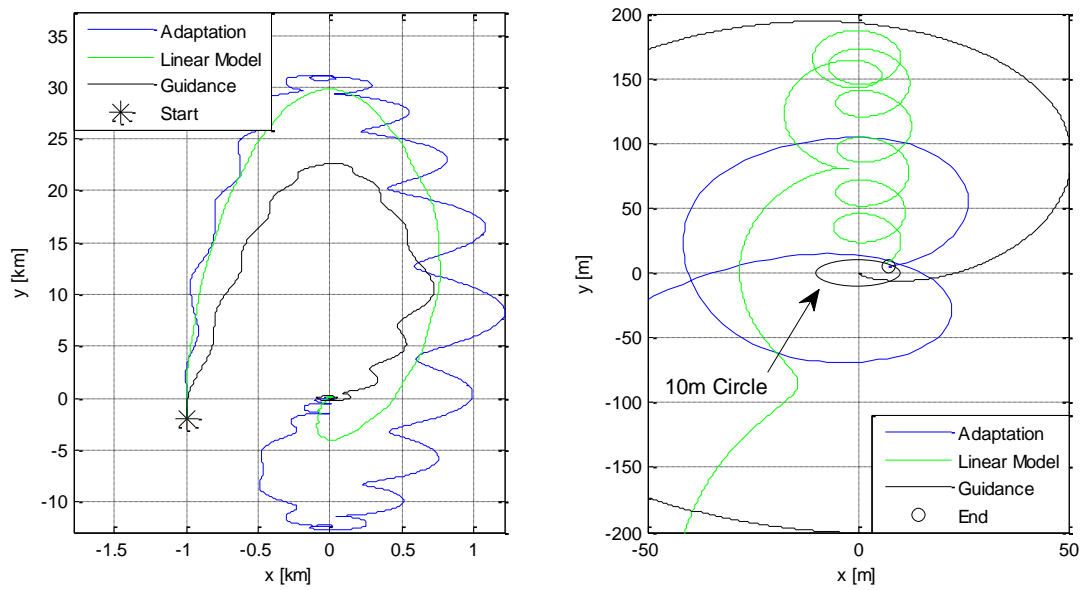 Adaptation
Linear Model
Guidance
Start
35
30
25
20
15
10
5
0
-5
-10
y [km]
-1.5
-1
-0.5
0
0.5
1
x [km]
200
150
100
50
0
-50
-100
-150
-200
y [m]
10m Circle
Adaptation
Linear Model
Guidance
End
-50
0
50
x [m]